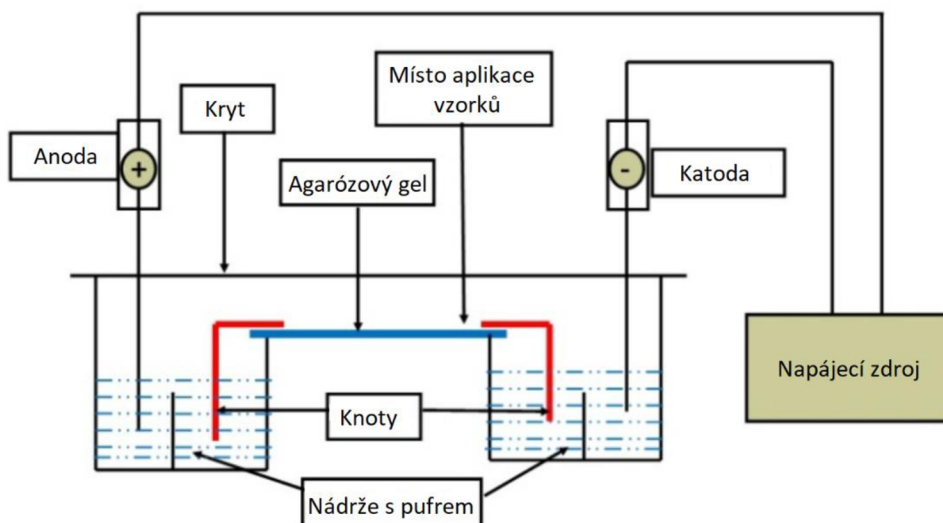 Místo aplikace
vzorků
Kryt
Anoda
+
-
Katoda
Agarózový gel
Napájecí zdroj
Knoty
Nádrže s pufrem